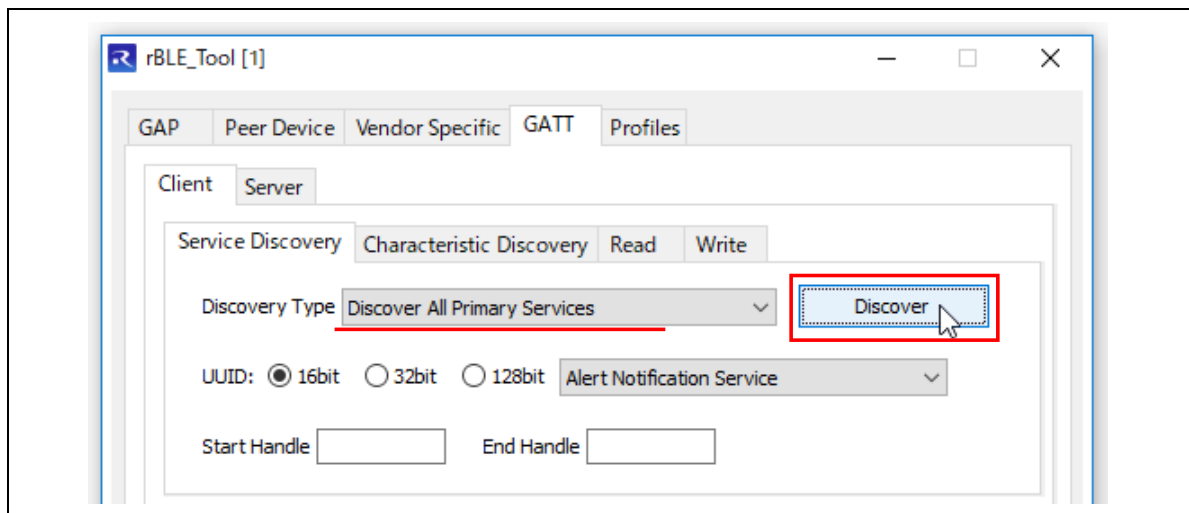 rBLE_Tool [1]
GAP Peer Device Vendor Specific GATT Profiles
Client Server
Service Discovery Characteristic Discovery Read Write
Discovery Type Discover All Primary Services Discover
UUID: 16bit 32bit 128bit Alert Notification Service
Start Handle End Handle